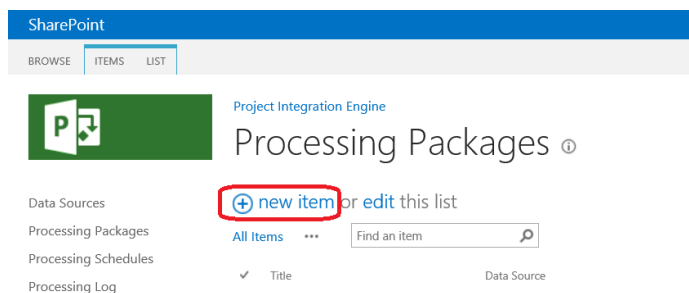 SharePoint
BROWSE ITEMS LIST
P
Project Integration Engine
Processing Packages
new item or edit this list
All Items ••• Find an item
Title Data Source
Data Sources
Processing Packages
Processing Schedules
Processing Log